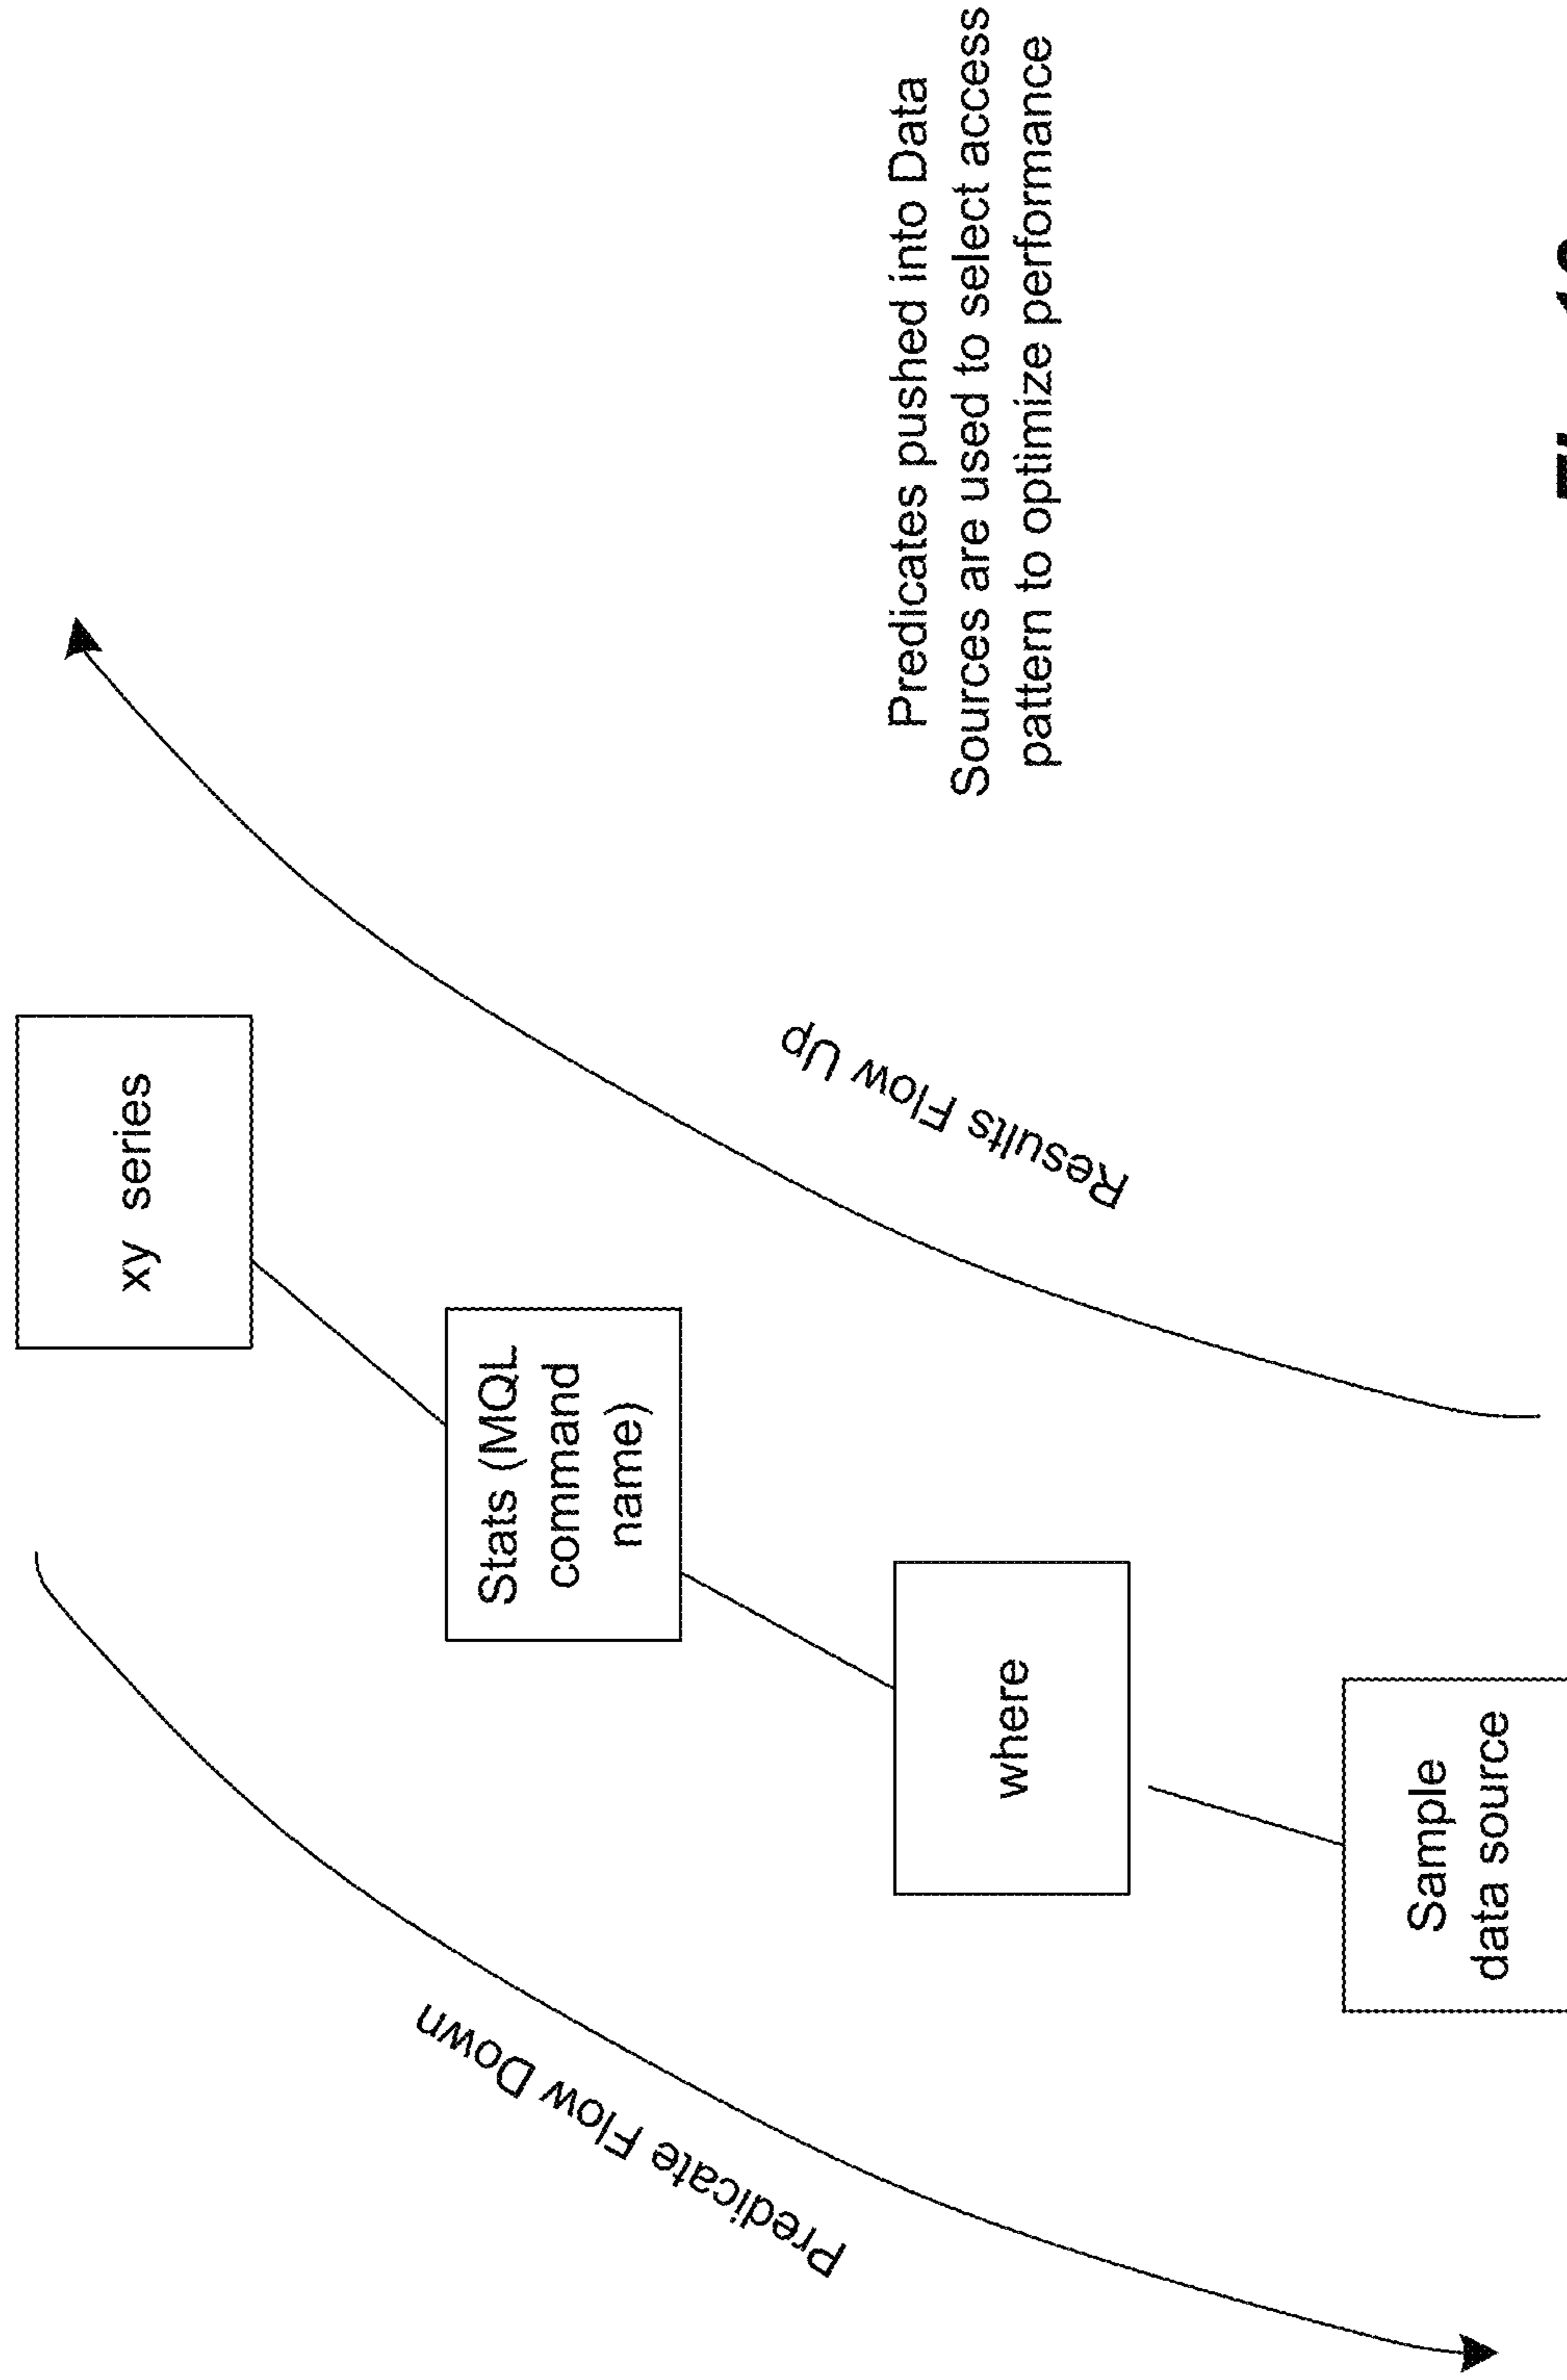 xy series
Stats (MQL
command
name)
where
Sample
data source
Predicate Flow Down
Results Flow Up
Predicates pushed into Data
Sources are used to select access
pattern to optimize performance